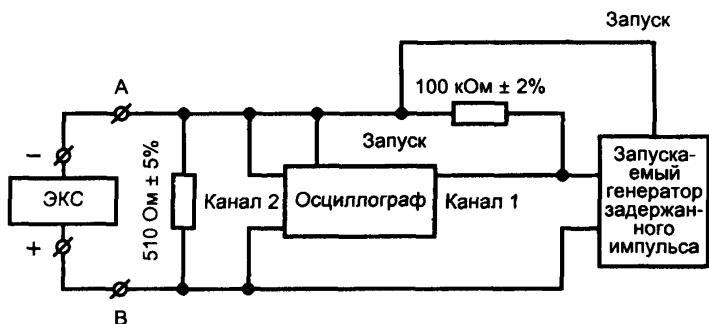 Запуск
А
100 кОм ± 2%
Запуск
–
ЭКС
+
510 Ом ± 5%
Канал 2
Осциллограф
Канал 1
Запуска-
емый
генератор
задержан-
ного
импульса
В